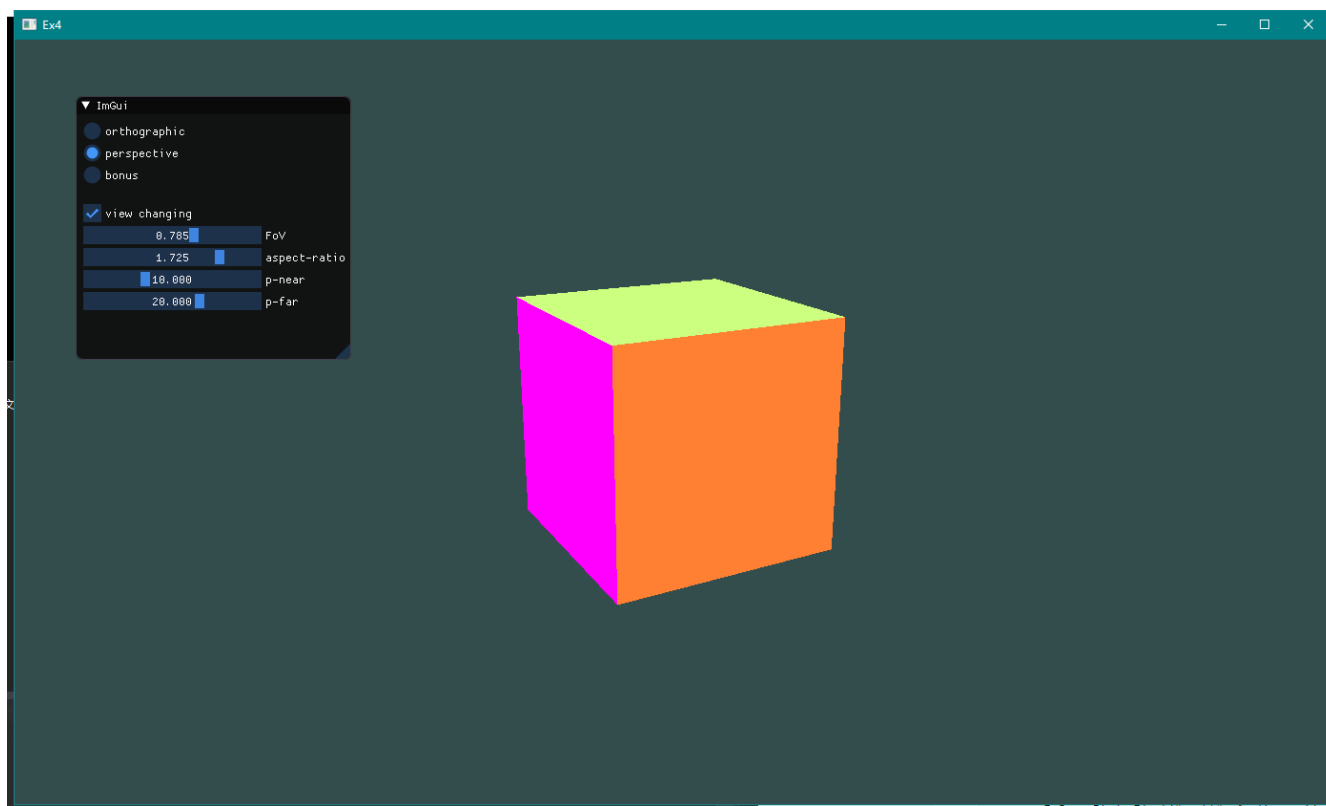 Ex4
ImGui
orthographic
perspective
bonus
view changing
0.785 FoV
1.725 aspect-ratio
10.000 p-near
20.000 p-far